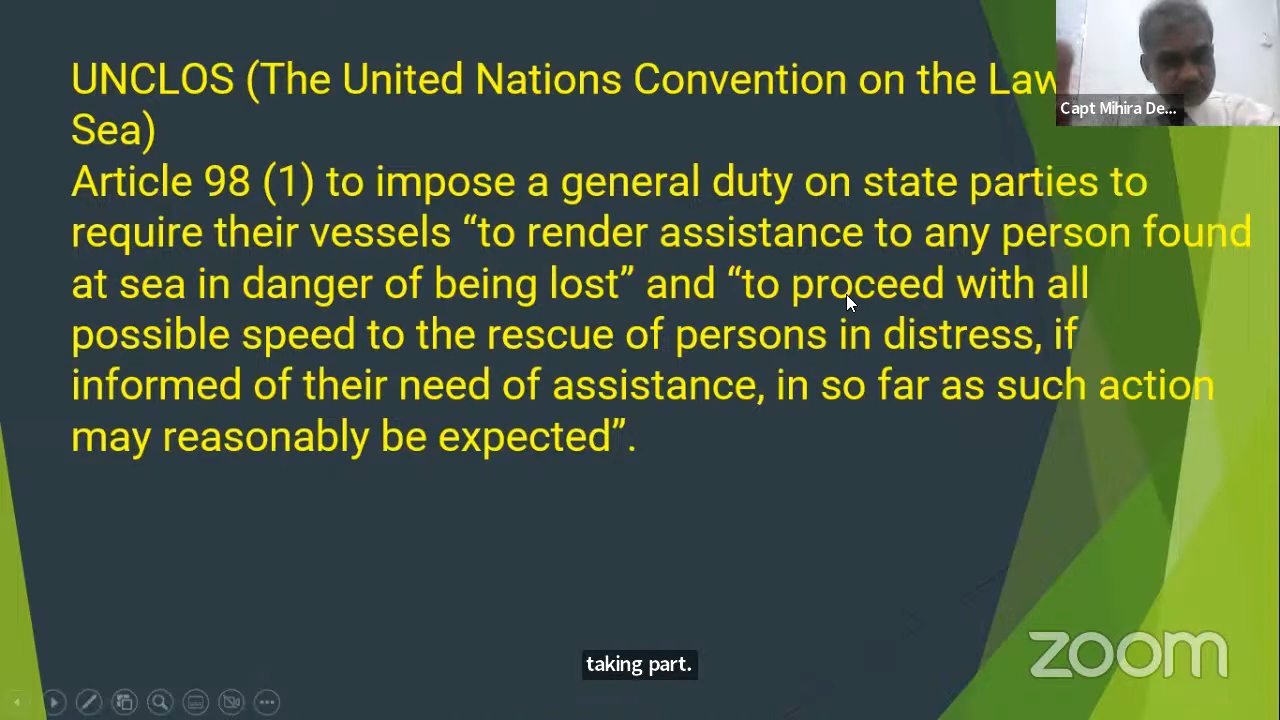 UNCLOS (The United Nations Convention on the Law
Sea)
Article 98 (1) to impose a general duty on state parties to
require their vessels “to render assistance to any person found
at sea in danger of being lost” and “to proceed with all
possible speed to the rescue of persons in distress, if
informed of their need of assistance, in so far as such action
may reasonably be expected”.
Capt Mihira De...
taking part.
zoom